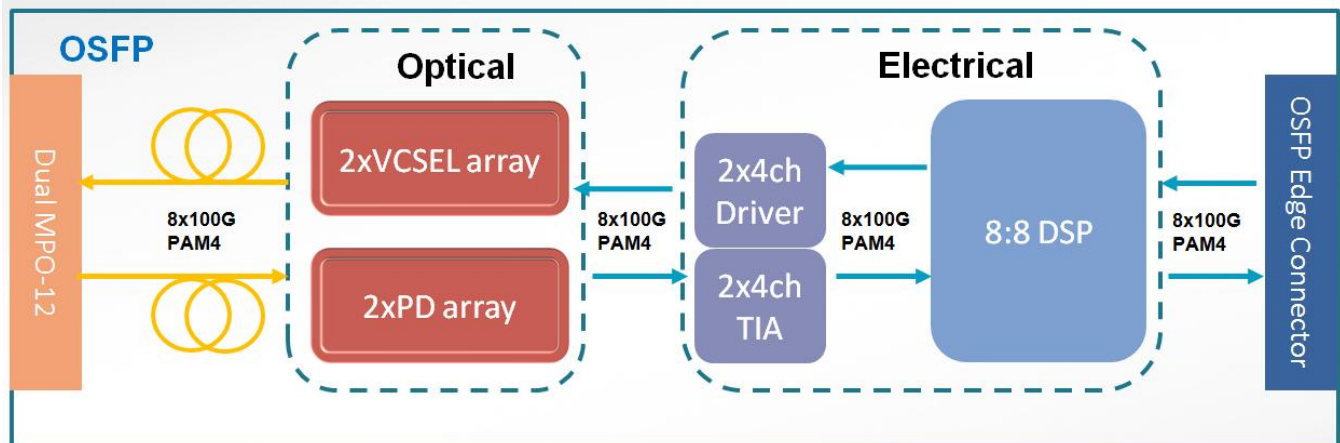 OSFP
Optical
Electrical
Dual MPO-12
8x100G
PAM4
2xVCSEL array
2xPD array
8x100G
PAM4
2x4ch
Driver
2x4ch
TIA
8x100G
PAM4
8:8 DSP
8x100G
PAM4
OSFP Edge Connector